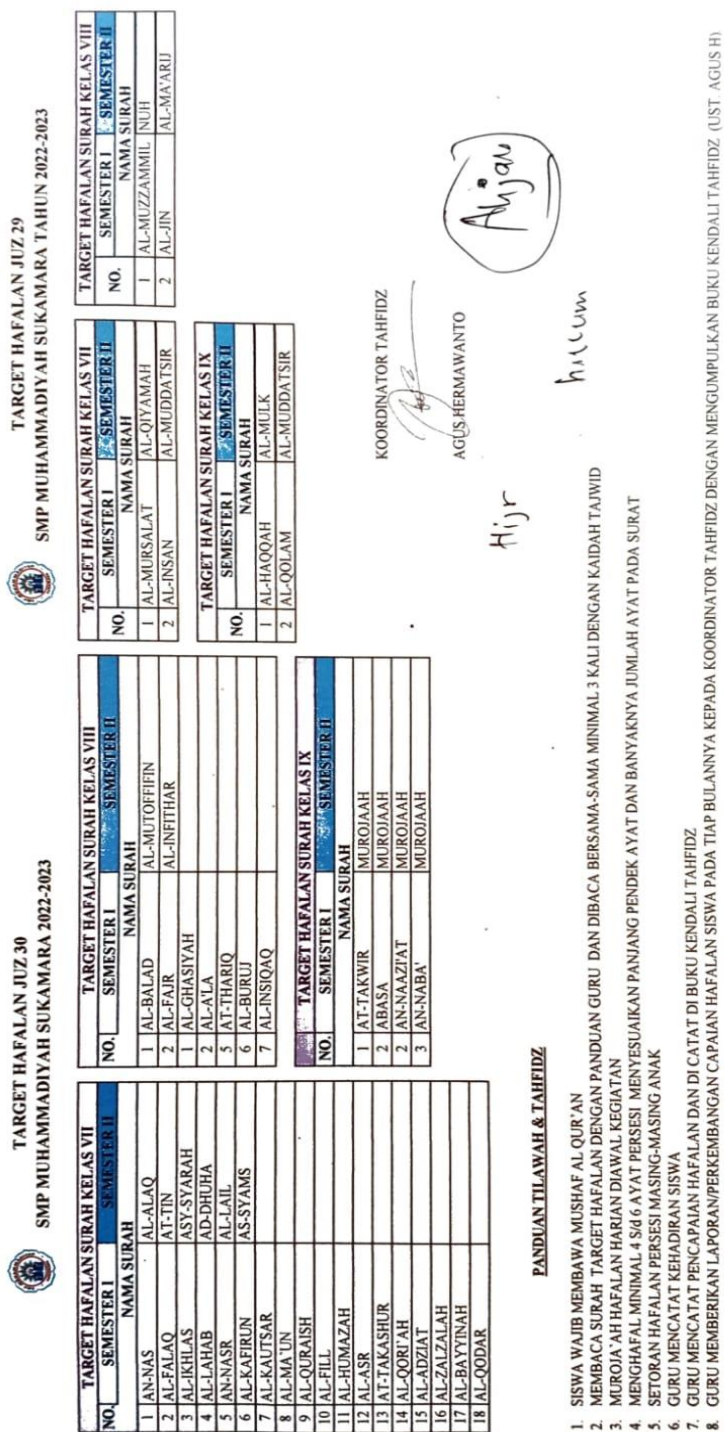 TARGET HAFALAN JUZ 30
SMP MUHAMMADIYAH SUKAMARA 2022-2023
TARGET HAFALAN SURAH KELAS VII
NO. SEMESTER I SEMESTER II
NAMA SURAH
1 AN-NAS AL-ALAQ
2 AL-FALAQ AT-TIN
3 AL-IKHLAS ASY-SYARAH
4 AL-LAHAB AD-DHUHA
5 AN-NASR AL-LAIL
6 AL-KAFIRUN AS-SYAMS
7 AL-KAUTSAR
8 AL-MA'UN
9 AL-QURAISH
10 AL-FILL
11 AL-HUMAZAH
12 AL-ASR
13 AT-TAKASHUR
14 AL-QORI'AH
15 AL-ADZIAT
16 AL-ZALZALAH
17 AL-BAYYINAH
18 AL-QODAR
TARGET HAFALAN SURAH KELAS VIII
NO. SEMESTER I SEMESTER II
NAMA SURAH
1 AL-BALAD AL-MUTOFFIFIN
2 AL-FAJR AL-INFITHAR
1 AL-GHASIYAH
2 AL-A'LA
5 AT-THARIQ
6 AL-BURUJ
7 AL-INSIQAQ
TARGET HAFALAN SURAH KELAS IX
NO. SEMESTER I SEMESTER II
NAMA SURAH
1 AT-TAKWIR MUROJAAH
2 ABASA MUROJAAH
2 AN-NAAZI'AT MUROJAAH
3 AN-NABA' MUROJAAH
TARGET HAFALAN JUZ 29
SMP MUHAMMADIYAH SUKAMARA TAHUN 2022-2023
TARGET HAFALAN SURAH KELAS VII
NO. SEMESTER I SEMESTER II
NAMA SURAH
1 AL-MURSALAT AL-QIYAMAH
2 AL-INSAN AL-MUDDATSIR
TARGET HAFALAN SURAH KELAS VIII
NO. SEMESTER I SEMESTER II
NAMA SURAH
1 AL-MUZZAMMIL NUH
2 AL-JIN AL-MA'ARIJ
TARGET HAFALAN SURAH KELAS IX
NO. SEMESTER I SEMESTER II
NAMA SURAH
1 AL-HAQQAH AL-MULK
2 AL-QOLAM AL-MUDDATSIR
KOORDINATOR TAHFIDZ
AGUS HERMAWANTO
Hijr
PANDUAN TILAWAH & TAHFIDZ
1. SISWA WAJIB MEMBAWA MUSHAF AL QUR'AN
2. MEMBACA SURAH TARGET HAFALAN DENGAN PANDUAN GURU DAN DIBACA BERSAMA-SAMA MINIMAL 3 KALI DENGAN KAIDAH TAJWID
3. MUROJA'AH HAFALAN HARIAN DIAWAL KEGIATAN
4. MENGHAFAL MINIMAL 4 S/d 6 AYAT PERSESI MENYESUAIKAN PANJANG PENDEK AYAT DAN BANYAKNYA JUMLAH AYAT PADA SURAT
5. SETORAN HAFALAN PERSESI MASING-MASING ANAK
6. GURU MENCATAT KEHADIRAN SISWA
7. GURU MENCATAT PENCAPAIAN HAFALAN DAN DI CATAT DI BUKU KENDALI TAHFIDZ
8. GURU MEMBERIKAN LAPORAN/PERKEMBANGAN CAPAIAN HAFALAN SISWA PADA TIAP BULANNYA KEPADA KOORDINATOR TAHFIDZ DENGAN MENGUMPULKAN BUKU KENDALI TAHFIDZ (UST. AGUS H)